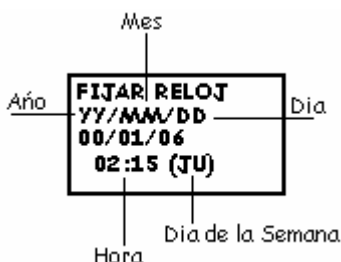 Mes
FIJAR RELOJ
Año YY/MM/DD Dia
00/01/06
02:15 (JU)
Dia de la Semana
Hora